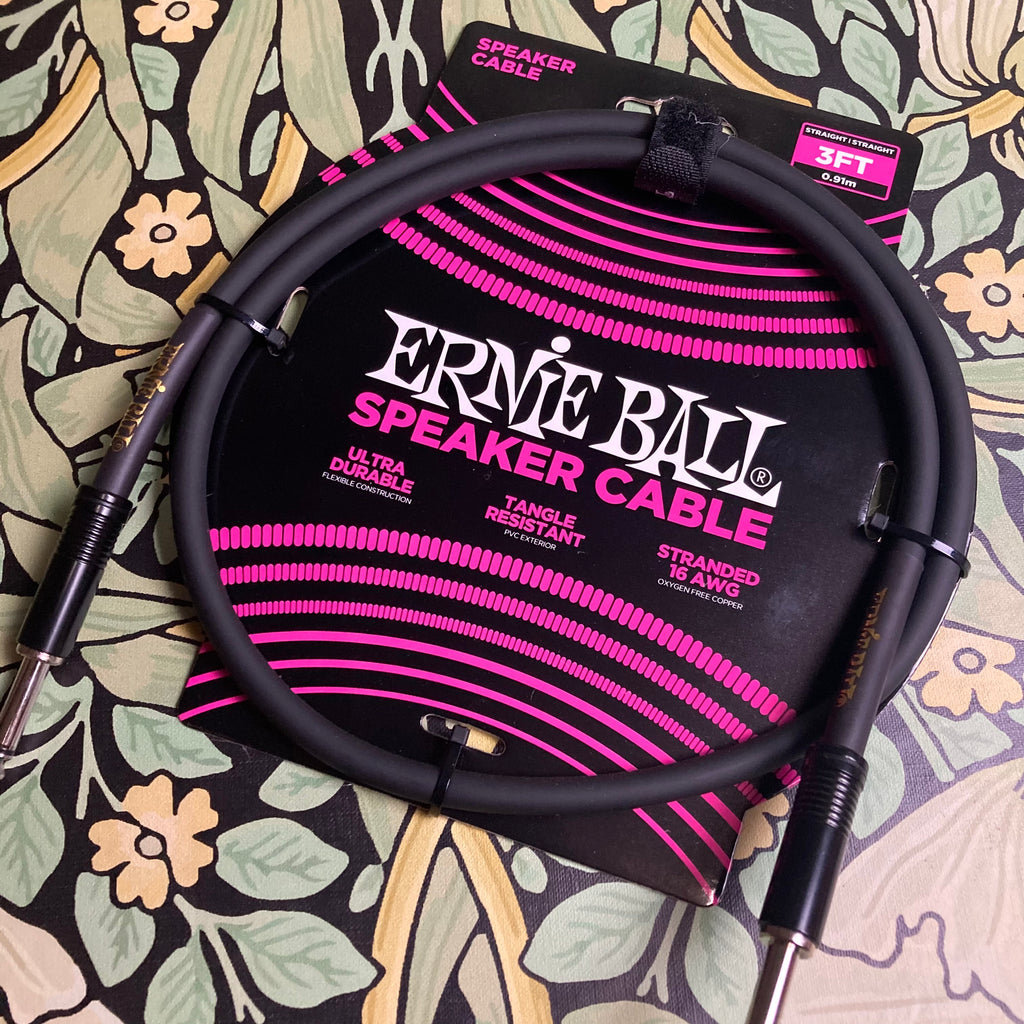 SPEAKER
CABLE
STRAIGHT / STRAIGHT
3FT
0.91m
ERNIE BALL®
SPEAKER CABLE
ULTRA
DURABLE
FLEXIBLE CONSTRUCTION
TANGLE
RESISTANT
PVC EXTERIOR
STRANDED
16 AWG
OXYGEN FREE COPPER